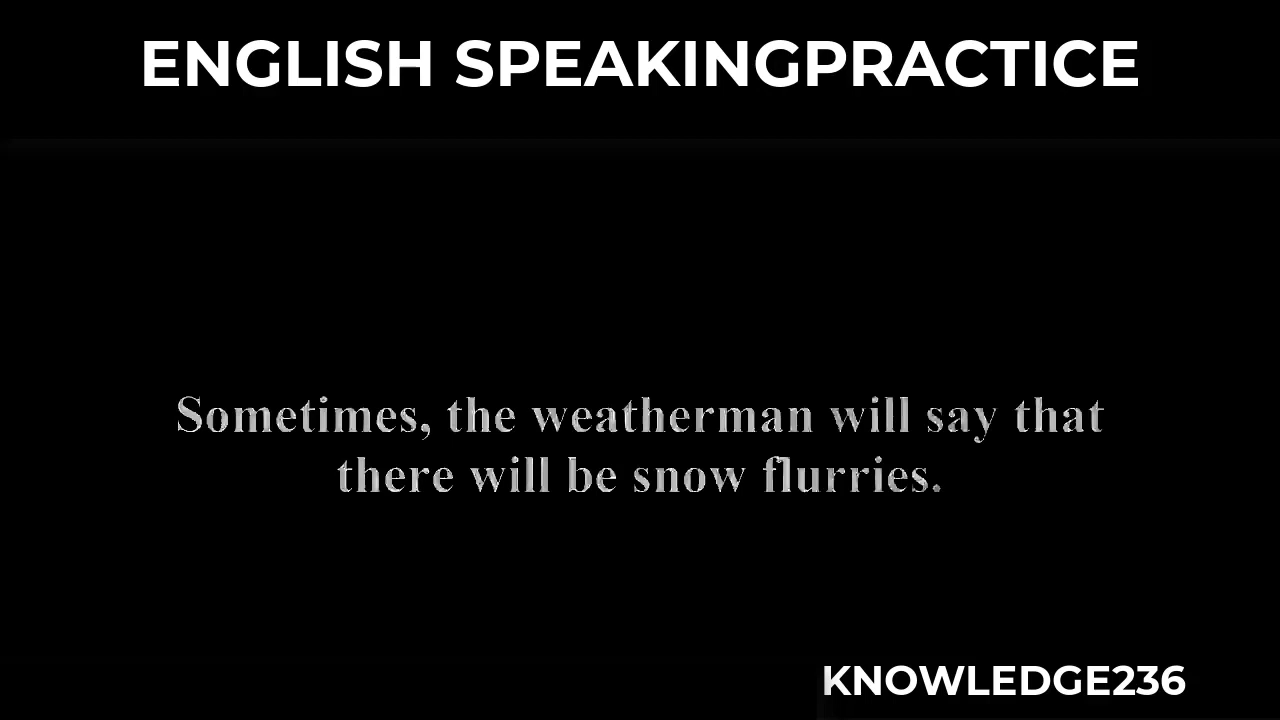 ENGLISH SPEAKINGPRACTICE
Sometimes, the weatherman will say that
there will be snow flurries.
KNOWLEDGE236